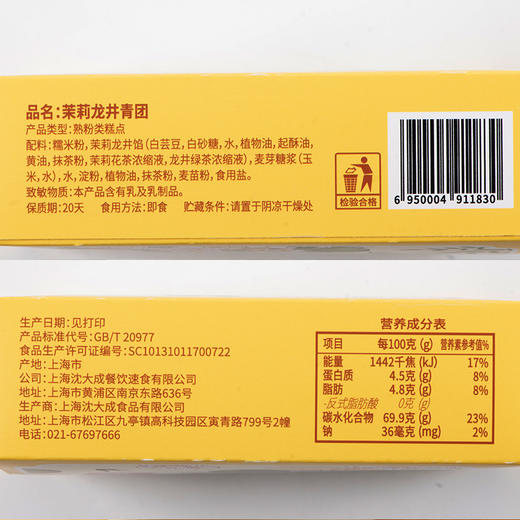 品名:茉莉龙井青团
产品类型:熟粉类糕点
配料:糯米粉,茉莉龙井馅(白芸豆,白砂糖,水,植物油,起酥油,
黄油,抹茶粉,茉莉花茶浓缩液,龙井绿茶浓缩液),麦芽糖浆(玉
米,水),水,淀粉,植物油,抹茶粉,麦苗粉,食用盐。
致敏物质:本产品含有乳及乳制品。
保质期:20天 食用方法:即食 贮藏条件:请置于阴凉干燥处
检验合格
6 950004 911830
生产日期:见打印
产品标准代号:GB/T 20977
食品生产许可证编号:SC10131011700722
产地:上海市
公司:上海沈大成餐饮速食有限公司
地址:上海市黄浦区南京东路636号
生产商:上海沈大成食品有限公司
地址:上海市松江区九亭镇高科技园区寅青路799号2幢
电话:021-67697666
营养成分表
项目 每100克(g) 营养素参考值%
能量 1442千焦(kJ) 17%
蛋白质 4.5克(g) 8%
脂肪 4.8克(g) 8%
-反式脂肪酸 0克(g)
碳水化合物 69.9克(g) 23%
钠 36毫克(mg) 2%